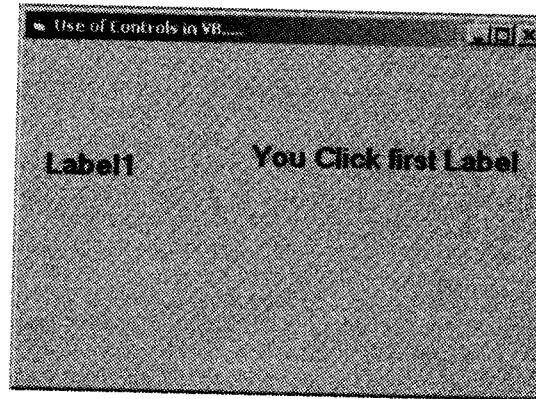 Use of Controls in VB.....
Label1
You Click first Label